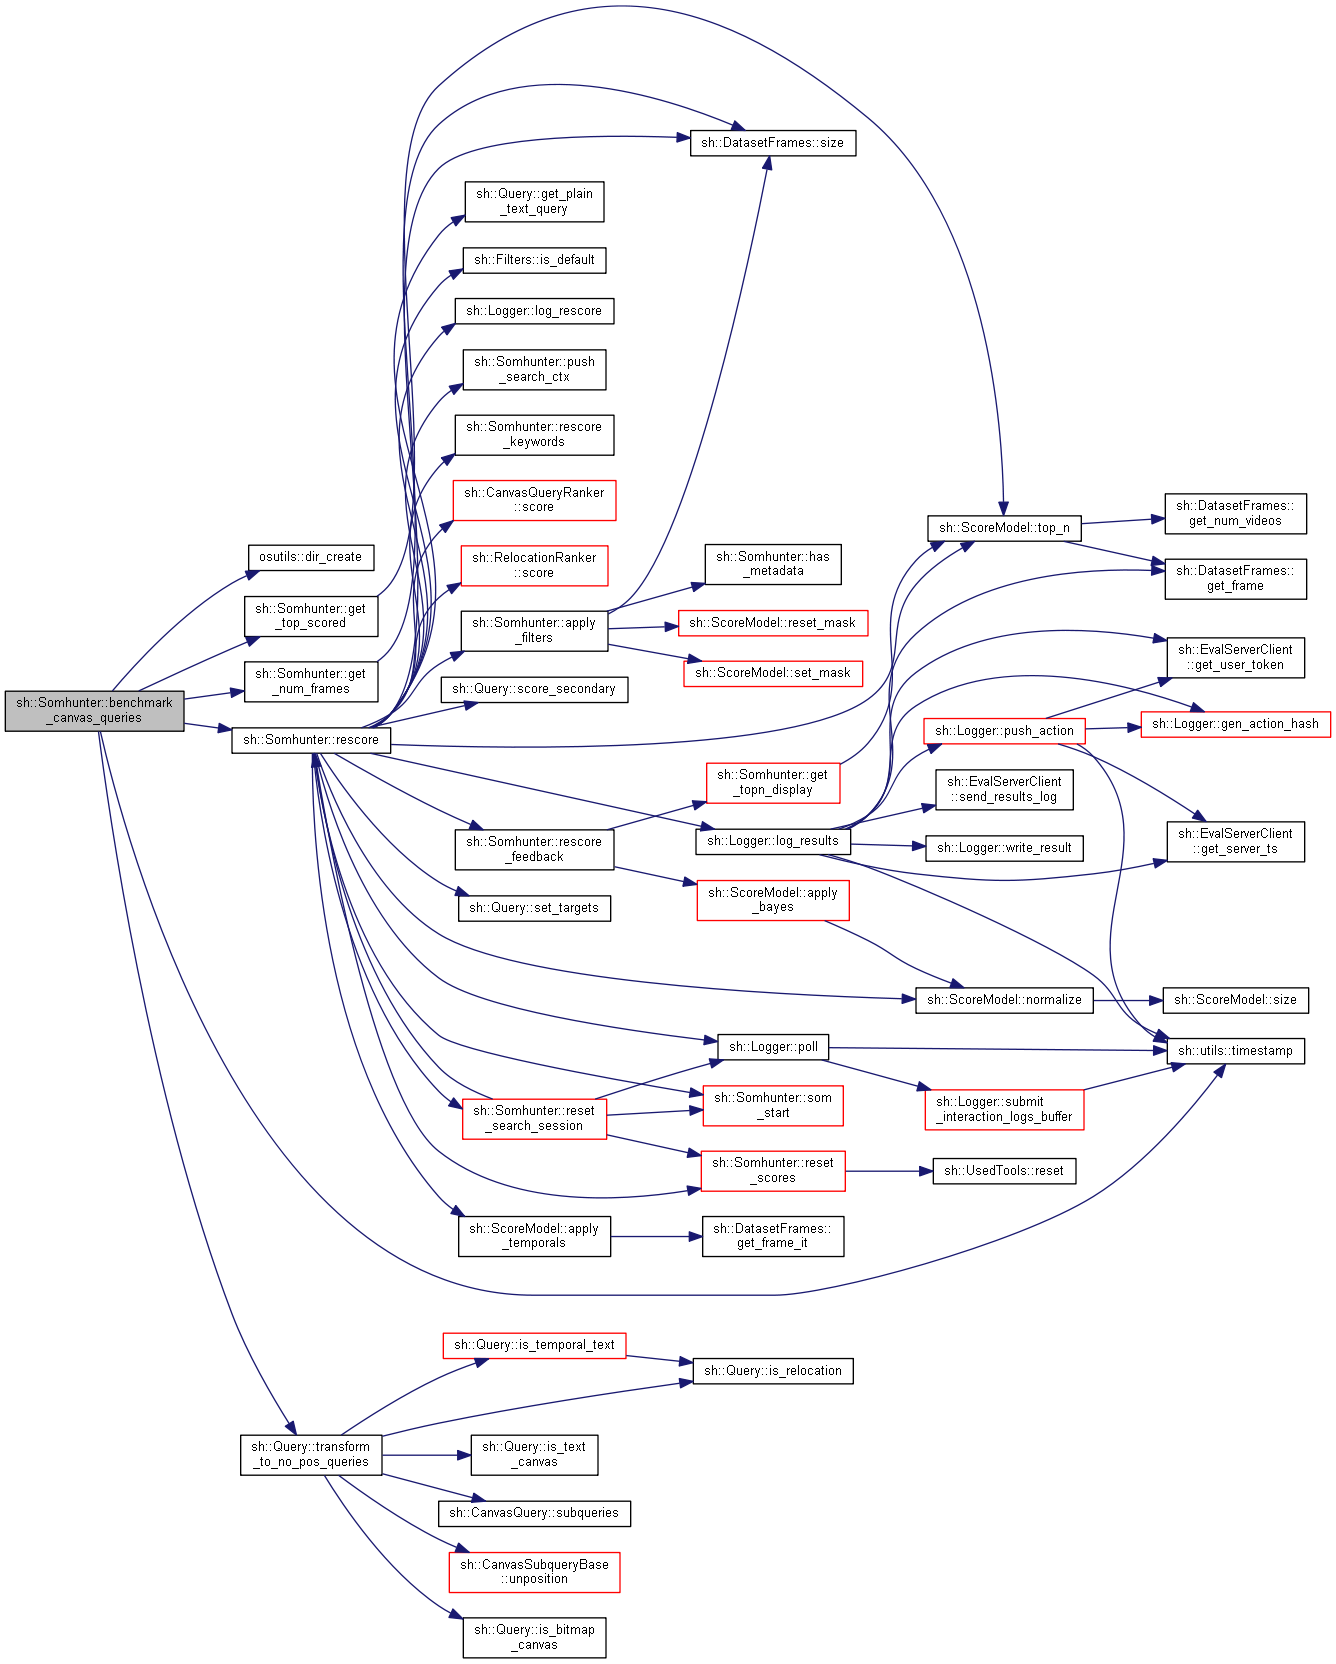 sh::Somhunter::benchmark
_canvas_queries
osutils::dir_create
sh::Somhunter::get
_top_scored
sh::Somhunter::get
_num_frames
sh::Somhunter::rescore
sh::Query::transform
_to_no_pos_queries
sh::Query::get_plain
_text_query
sh::Filters::is_default
sh::Logger::log_rescore
sh::Somhunter::push
_search_ctx
sh::Somhunter::rescore
_keywords
sh::CanvasQueryRanker
::score
sh::RelocationRanker
::score
sh::Somhunter::apply
_filters
sh::Query::score_secondary
sh::Somhunter::rescore
_feedback
sh::Query::set_targets
sh::Somhunter::reset
_search_session
sh::ScoreModel::apply
_temporals
sh::Query::is_temporal_text
sh::Query::is_text
_canvas
sh::CanvasQuery::subqueries
sh::CanvasSubqueryBase
::unposition
sh::Query::is_bitmap
_canvas
sh::DatasetFrames::size
sh::Somhunter::has
_metadata
sh::ScoreModel::reset_mask
sh::ScoreModel::set_mask
sh::Somhunter::get
_topn_display
sh::Logger::log_results
sh::ScoreModel::apply
_bayes
sh::Logger::poll
sh::Somhunter::som
_start
sh::Somhunter::reset
_scores
sh::DatasetFrames::
get_frame_it
sh::Query::is_relocation
sh::ScoreModel::top_n
sh::Logger::push_action
sh::EvalServerClient
::send_results_log
sh::Logger::write_result
sh::ScoreModel::normalize
sh::Logger::submit
_interaction_logs_buffer
sh::UsedTools::reset
sh::DatasetFrames::
get_num_videos
sh::DatasetFrames::
get_frame
sh::EvalServerClient
::get_user_token
sh::Logger::gen_action_hash
sh::EvalServerClient
::get_server_ts
sh::ScoreModel::size
sh::utils::timestamp